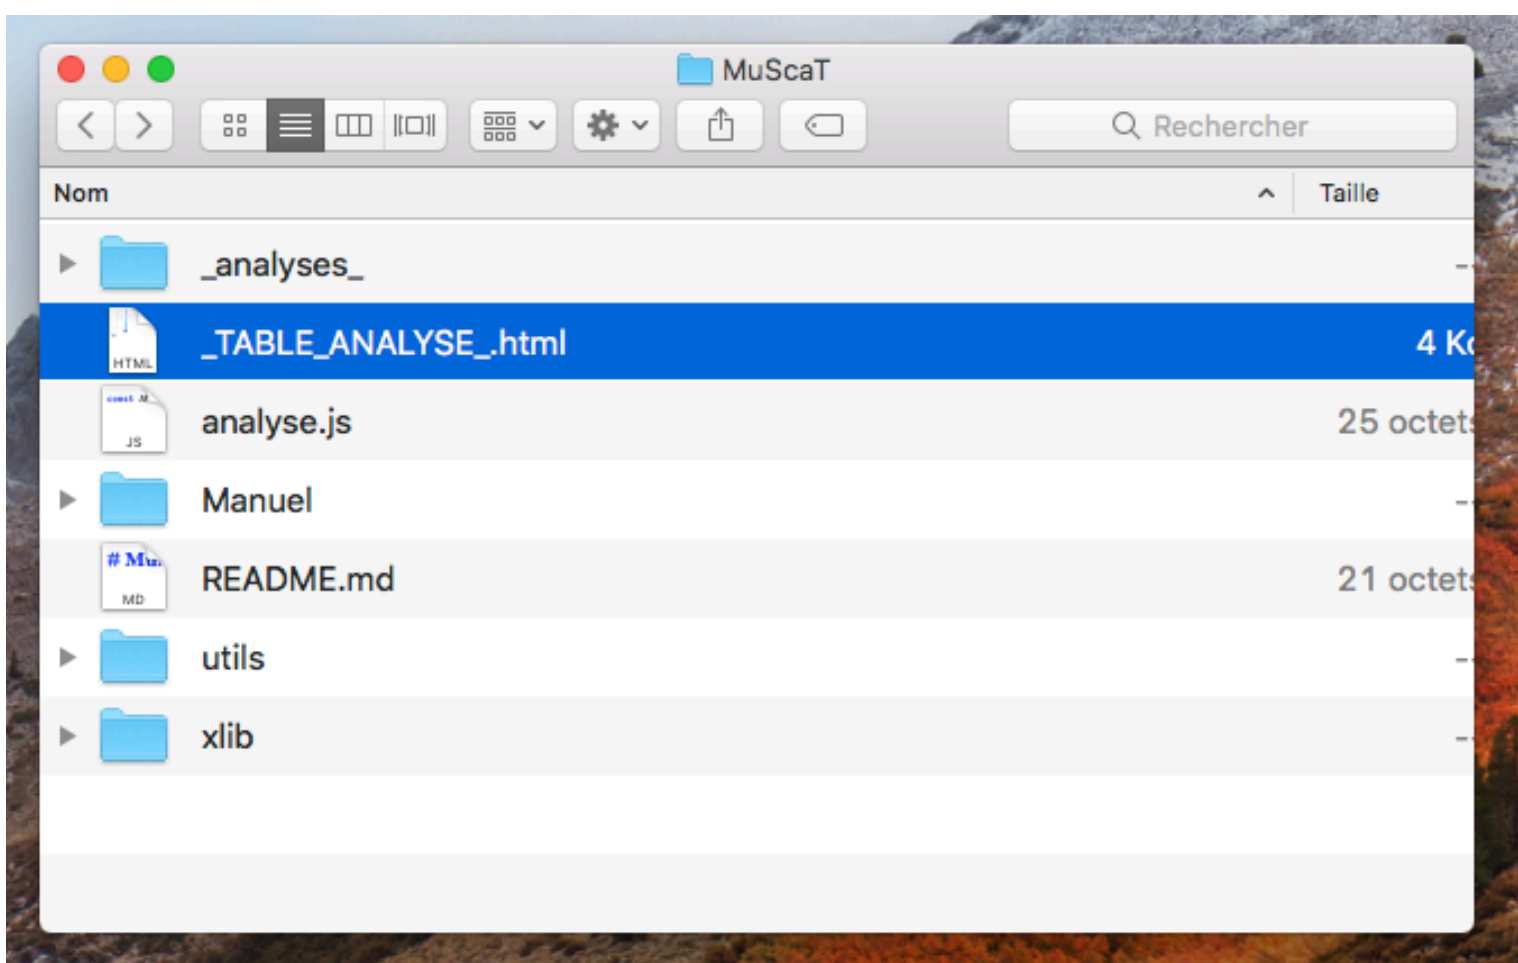 MuScaT
Rechercher
Nom Taille
_analyses_ --
HTML _TABLE_ANALYSE_.html 4 Ko
const M
JS analyse.js 25 octets
Manuel --
# Mu
MD README.md 21 octets
utils --
xlib --